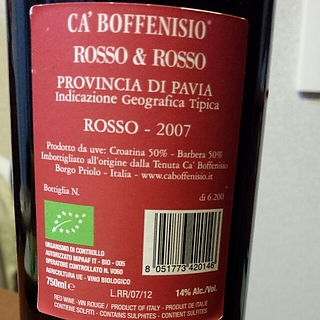 CA' BOFFENISIO®
ROSSO & ROSSO
PROVINCIA DI PAVIA
Indicazione Geografica Tipica
ROSSO - 2007
Prodotto da uve: Croatina 50% - Barbera 50%
Imbottigliato all'origine dalla Tenuta Ca' Boffenisio
Borgo Priolo - Italia - www.caboffenisio.it
Bottiglia N.
di 6.200
ORGANISMO DI CONTROLLO
AUTORIZZATO MIPAAF IT - BIO - 005
OPERATORE CONTROLLATO N. V060
AGRICOLTURA UE - VINO BIOLOGICO
8 051773 420146
750ml e
L.RR/07/12
14% Alc./Vol.
RED WINE - VIN ROUGE / PRODUCT OF ITALY - PRODUIT DE ITALIE
CONTIENE SOLFITI - CONTAINS SULPHITES - CONTIENT SULFITES